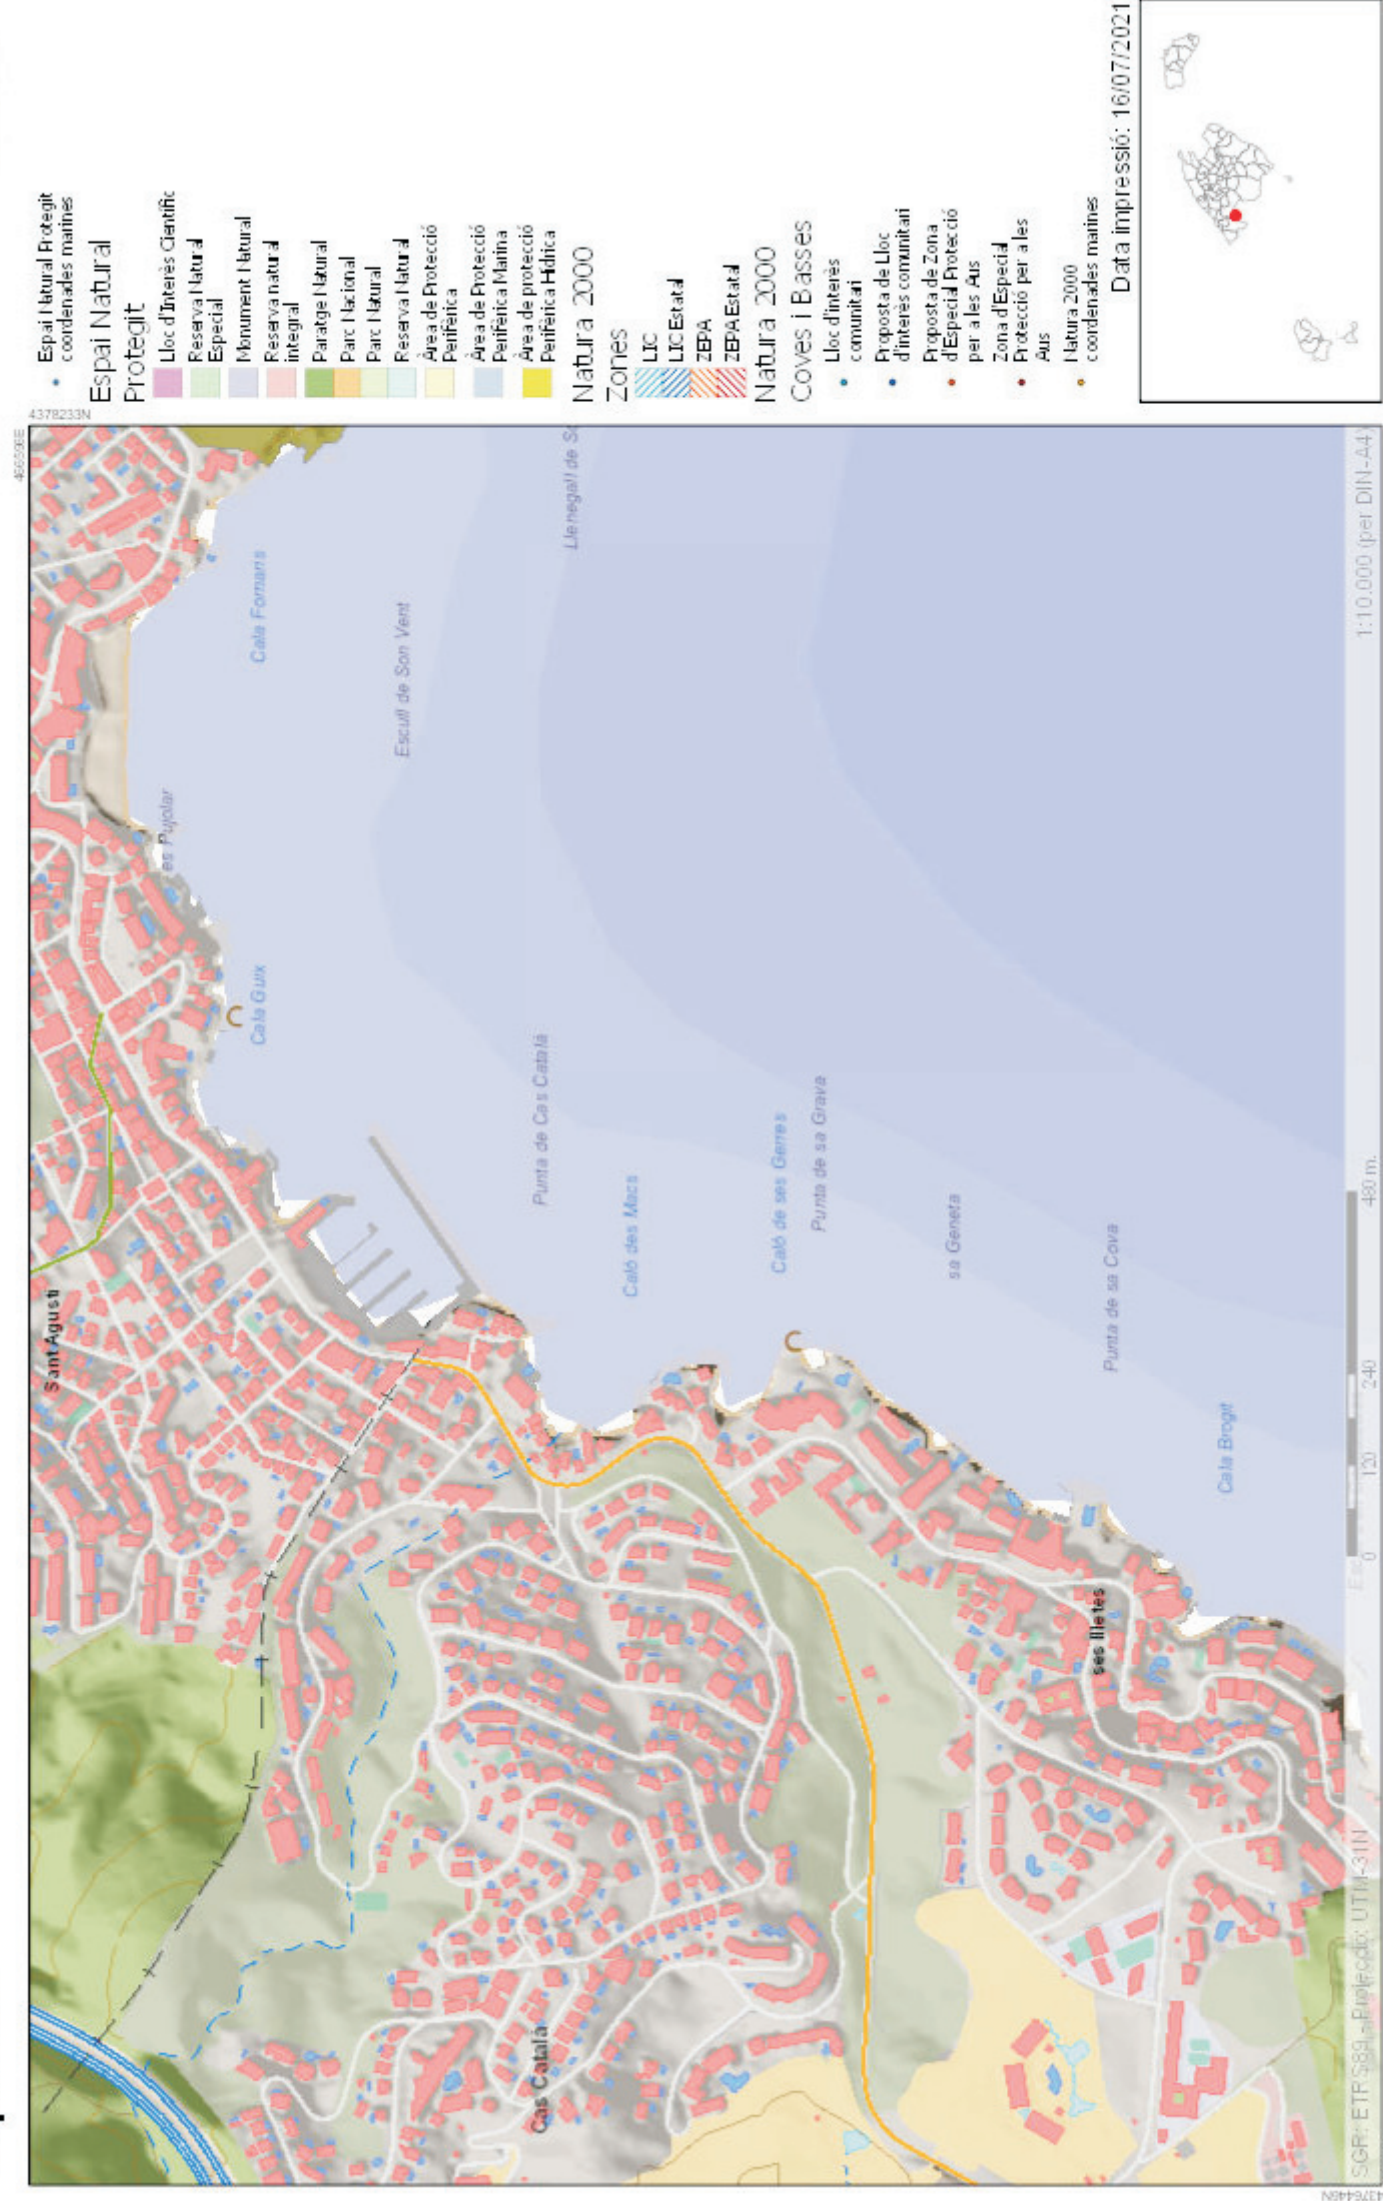 466596E
4378233N
Sant Agustí
es Pujolar
Cala Guix
Cala Fornaris
Escull de Son Vent
Llenegall de So
Punta de Cas Català
Caló des Macs
Caló de ses Gerres
Punta de sa Grava
sa Geneta
Punta de sa Cova
Cala Brogit
Cas Català
ses Illetes
0 120 240 480 m.
SGR: ETRS89, Projecció: UTM-31N
1:10.000 (per DIN-A4)
4376446N
Espai Natural Protegit
coordenades marines
Espai Natural
Protegit
Lloc d'Interès Científic
Reserva Natural
Especial
Monument Natural
Reserva natural
integral
Paratge Natural
Parc Nacional
Parc Natural
Reserva Natural
Àrea de Protecció
Perifèrica
Àrea de Protecció
Perifèrica Marina
Àrea de protecció
Perifèrica Hídrica
Natura 2000
Zones
LIC
LIC Estatal
ZEPA
ZEPA Estatal
Natura 2000
Coves i Basses
Lloc d'interès
comunitari
Proposta de Lloc
d'interès comunitari
Proposta de Zona
d'Especial Protecció
per a les Aus
Zona d'Especial
Protecció per a les
Aus
Natura 2000
coordenades marines
Data impressió: 16/07/2021